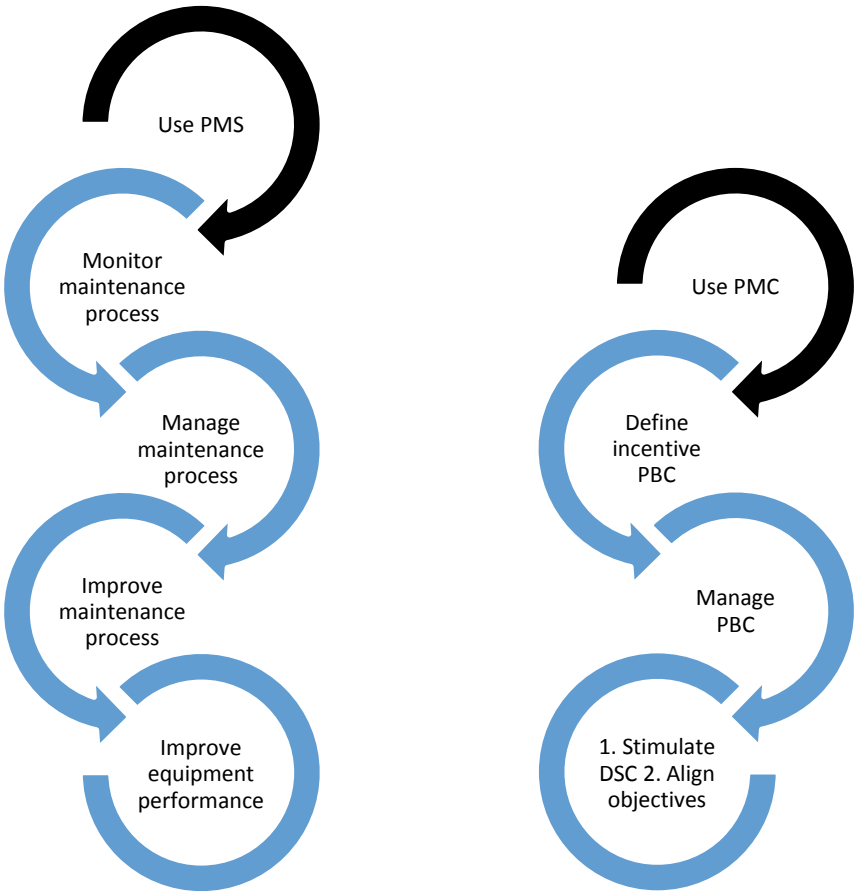 Use PMS
Monitor
maintenance
process
Manage
maintenance
process
Improve
maintenance
process
Improve
equipment
performance
Use PMC
Define
incentive
PBC
Manage
PBC
1. Stimulate
DSC 2. Align
objectives